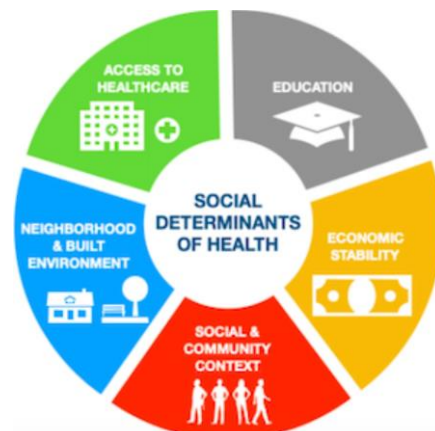 ACCESS TO
HEALTHCARE
EDUCATION
SOCIAL
DETERMINANTS
OF HEALTH
NEIGHBORHOOD
& BUILT
ENVIRONMENT
ECONOMIC
STABILITY
SOCIAL &
COMMUNITY
CONTEXT